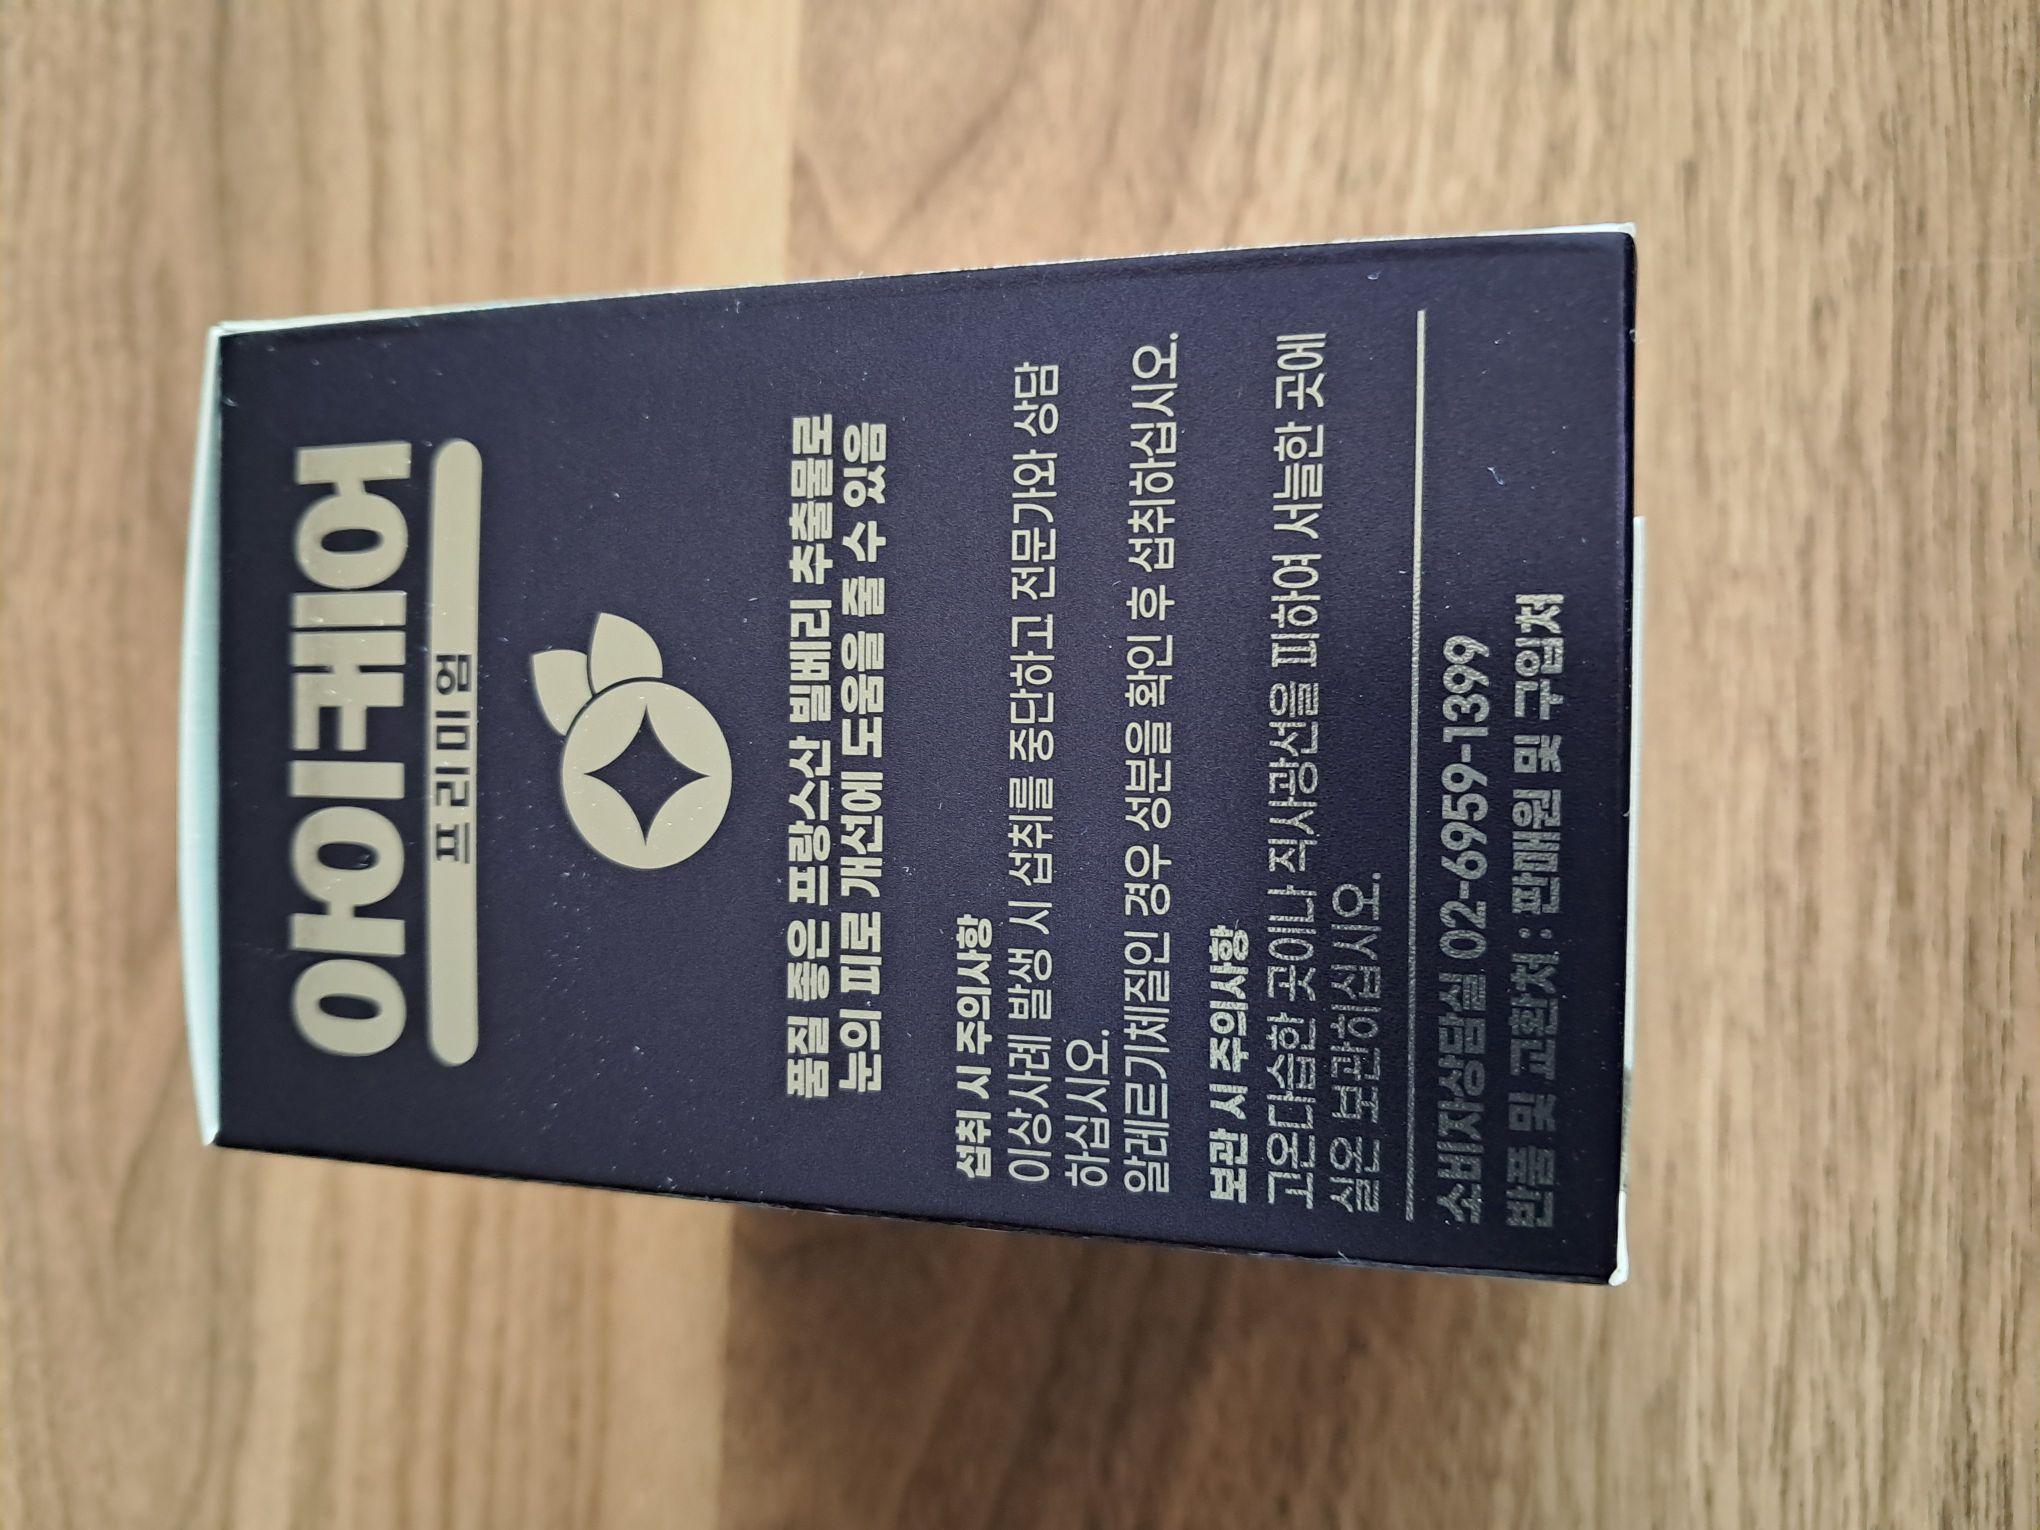 아이케어
프리미엄
품질 좋은 프랑스산 빌베리 추출물로
눈의 피로 개선에 도움을 줄 수 있음
섭취 시 주의사항
이상사례 발생 시 섭취를 중단하고 전문가와 상담
하십시오.
알레르기체질인 경우 성분을 확인 후 섭취하십시오.
보관 시 주의사항
고온다습한 곳이나 직사광선을 피하여 서늘한 곳에
실온 보관하십시오.
소비자상담실 02-6959-1399
반품 및 교환처 : 판매원 및 구입처